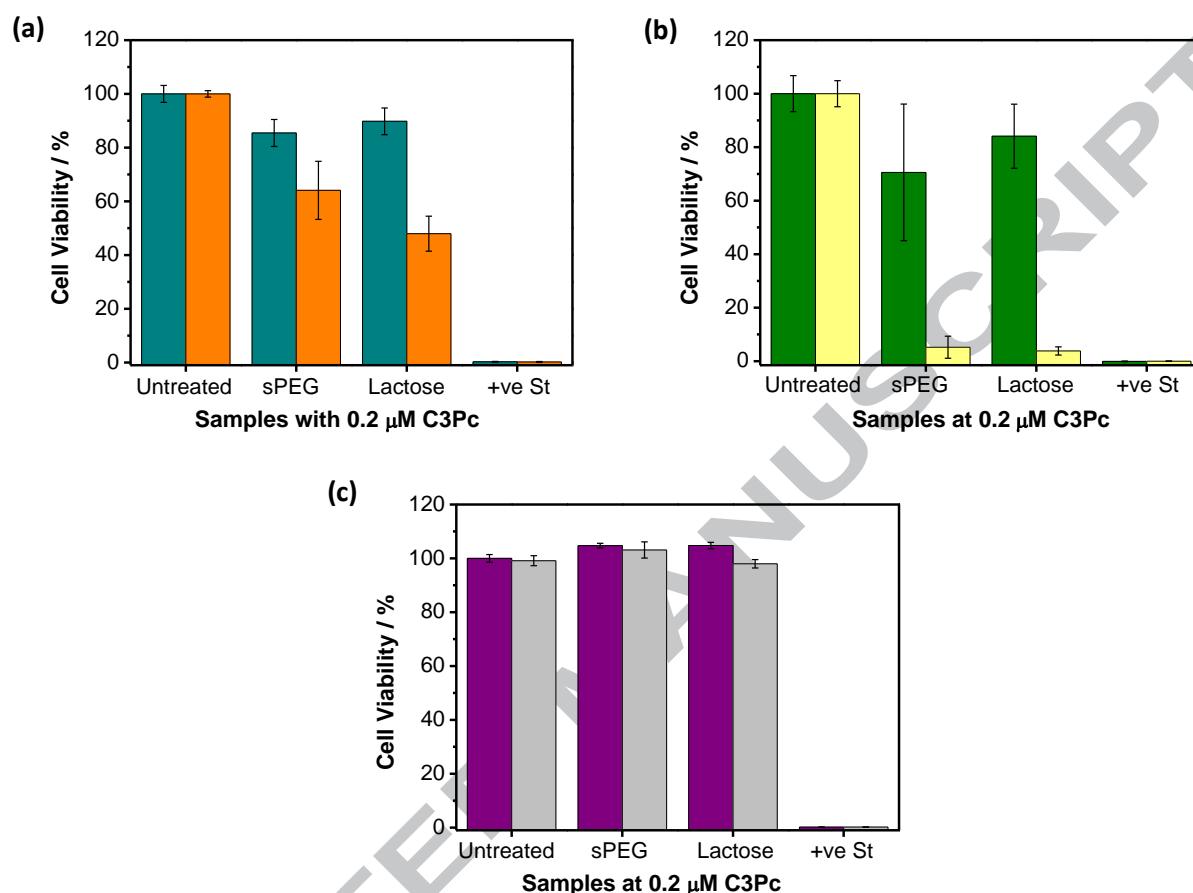 (a)
120
100
80
60
40
20
0
Cell Viability / %
Untreated sPEG Lactose +ve St
Samples with 0.2 μM C3Pc
(b)
120
100
80
60
40
20
0
Cell Viability / %
Untreated sPEG Lactose +ve St
Samples at 0.2 μM C3Pc
(c)
120
100
80
60
40
20
0
Cell Viability / %
Untreated sPEG Lactose +ve St
Samples at 0.2 μM C3Pc